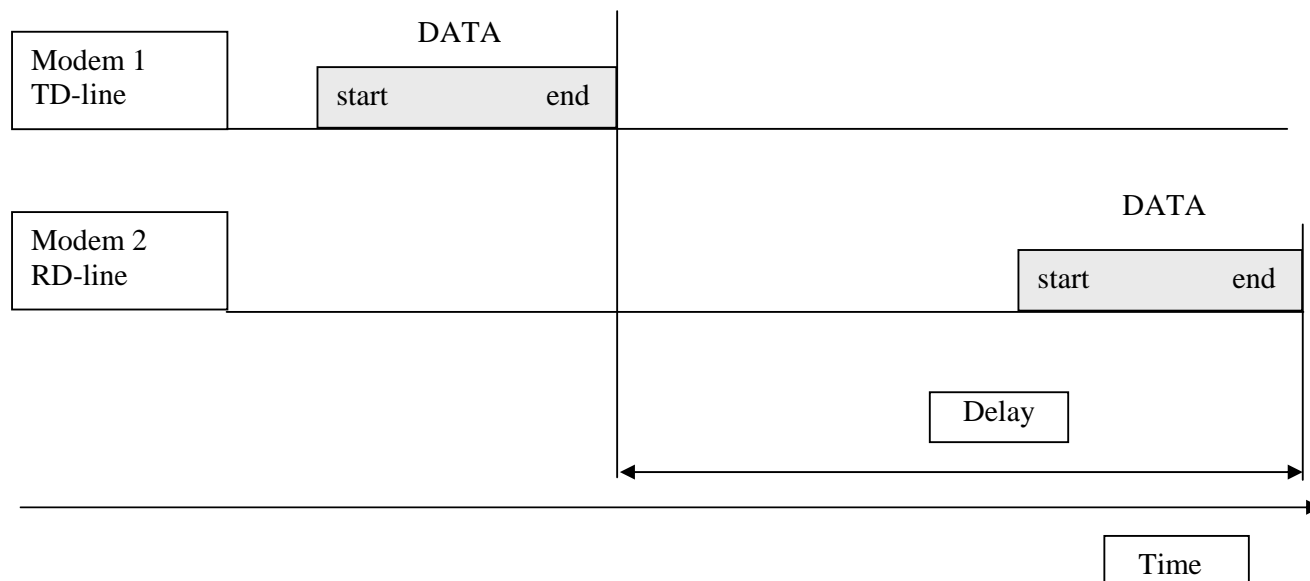 DATA
Modem 1
TD-line
start end
DATA
Modem 2
RD-line
start end
Delay
Time